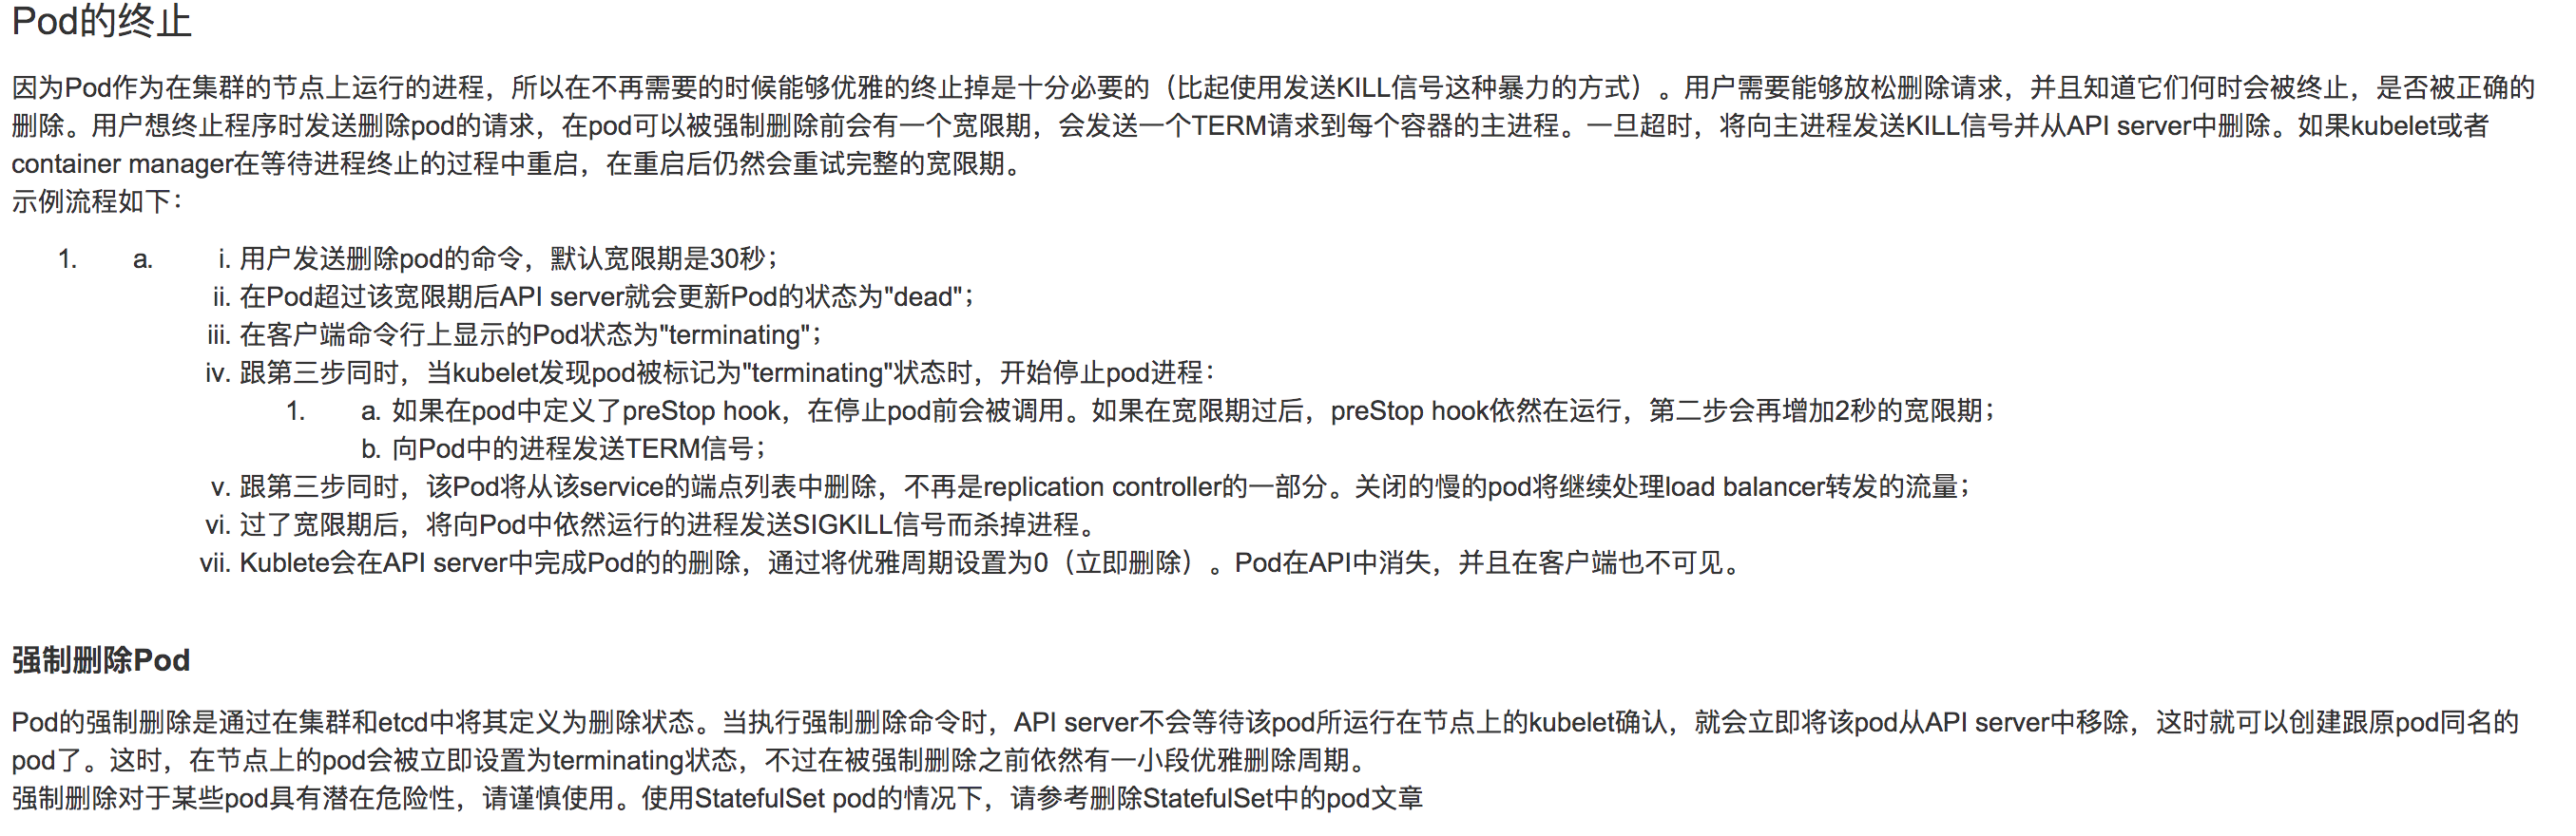 Pod的终止
因为Pod作为在集群的节点上运行的进程，所以在不再需要的时候能够优雅的终止掉是十分必要的（比起使用发送KILL信号这种暴力的方式）。用户需要能够放松删除请求，并且知道它们何时会被终止，是否被正确的
删除。用户想终止程序时发送删除pod的请求，在pod可以被强制删除前会有一个宽限期，会发送一个TERM请求到每个容器的主进程。一旦超时，将向主进程发送KILL信号并从API server中删除。如果kubelet或者
container manager在等待进程终止的过程中重启，在重启后仍然会重试完整的宽限期。
示例流程如下：
1. a. i. 用户发送删除pod的命令，默认宽限期是30秒；
ii. 在Pod超过该宽限期后API server就会更新Pod的状态为"dead"；
iii. 在客户端命令行上显示的Pod状态为"terminating"；
iv. 跟第三步同时，当kubelet发现pod被标记为"terminating"状态时，开始停止pod进程：
1. a. 如果在pod中定义了preStop hook，在停止pod前会被调用。如果在宽限期过后，preStop hook依然在运行，第二步会再增加2秒的宽限期；
b. 向Pod中的进程发送TERM信号；
v. 跟第三步同时，该Pod将从该service的端点列表中删除，不再是replication controller的一部分。关闭的慢的pod将继续处理load balancer转发的流量；
vi. 过了宽限期后，将向Pod中依然运行的进程发送SIGKILL信号而杀掉进程。
vii. Kublete会在API server中完成Pod的的删除，通过将优雅周期设置为0（立即删除）。Pod在API中消失，并且在客户端也不可见。
强制删除Pod
Pod的强制删除是通过在集群和etcd中将其定义为删除状态。当执行强制删除命令时，API server不会等待该pod所运行在节点上的kubelet确认，就会立即将该pod从API server中移除，这时就可以创建跟原pod同名的
pod了。这时，在节点上的pod会被立即设置为terminating状态，不过在被强制删除之前依然有一小段优雅删除周期。
强制删除对于某些pod具有潜在危险性，请谨慎使用。使用StatefulSet pod的情况下，请参考删除StatefulSet中的pod文章